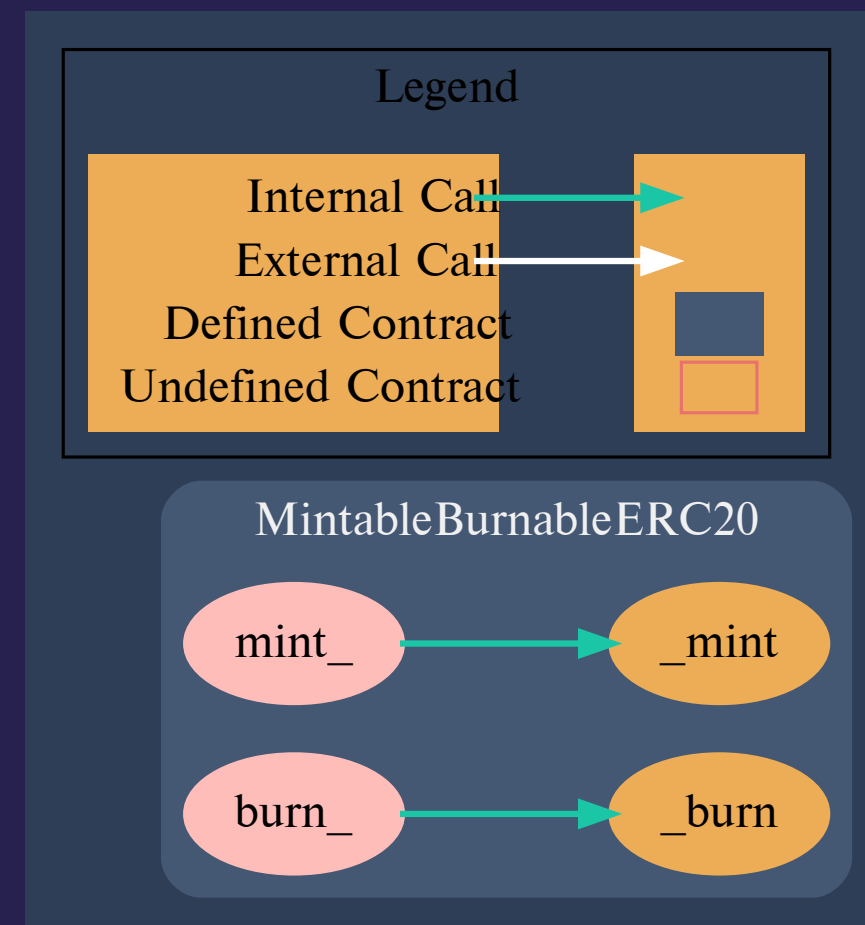 Legend
Internal Call
External Call
Defined Contract
Undefined Contract
MintableBurnableERC20
mint_
_mint
burn_
_burn